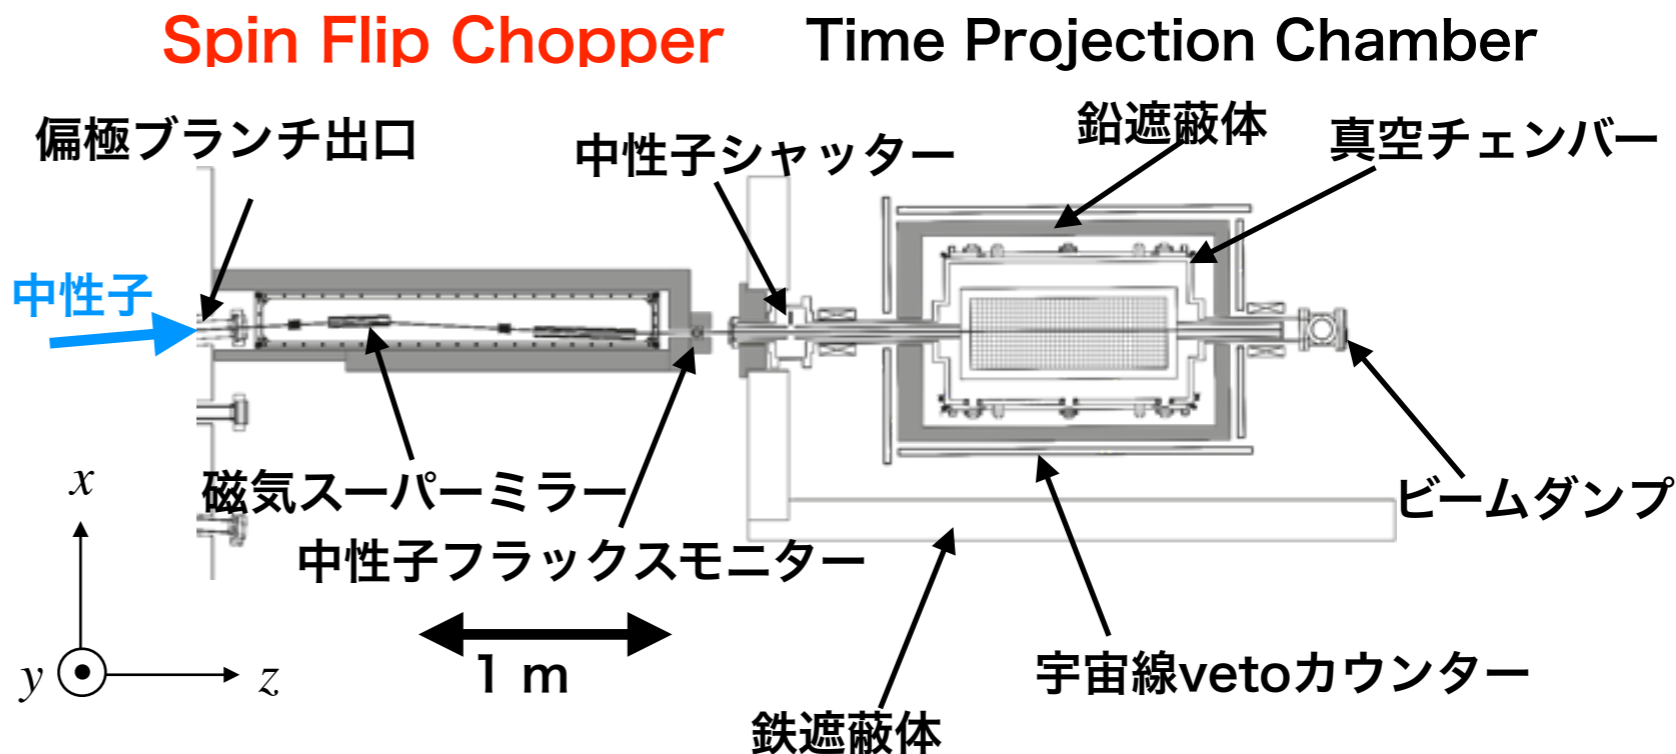 Spin Flip Chopper
Time Projection Chamber
偏極ブランチ出口
中性子シャッター
鉛遮蔽体
真空チェンバー
中性子
磁気スーパーミラー
中性子フラックスモニター
ビームダンプ
x
y
z
1 m
宇宙線vetoカウンター
鉄遮蔽体